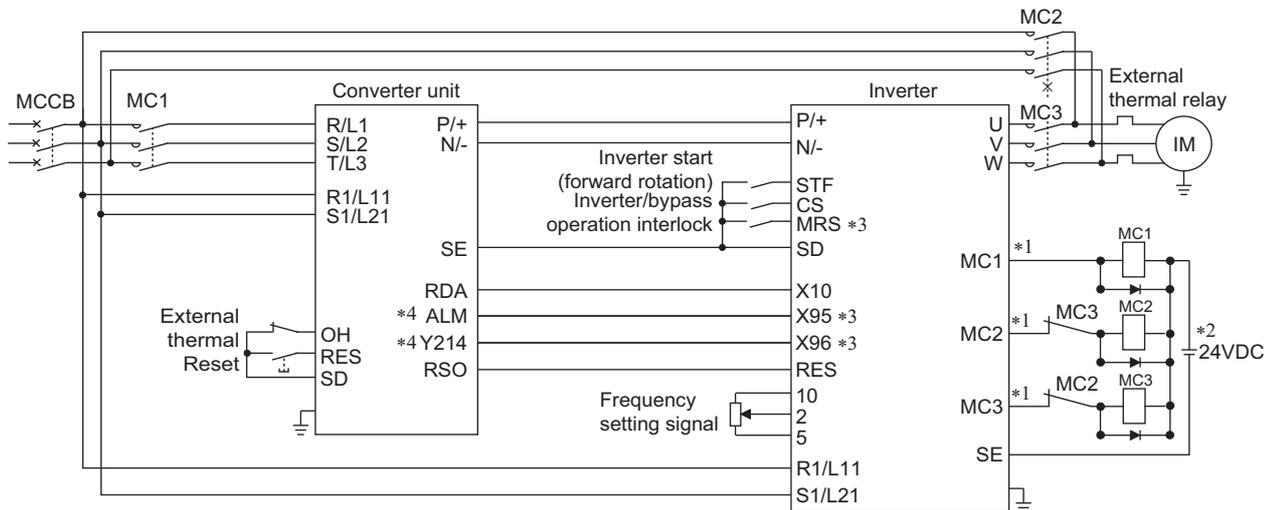 MC2
External
thermal relay
MCCB
MC1
Converter unit
Inverter
MC3
R/L1
S/L2
T/L3
R1/L11
S1/L21
P/+
N/-
P/+
N/-
U
V
W
IM
Inverter start
(forward rotation)
Inverter/bypass
operation interlock
STF
CS
MRS *3
SE
SD
RDA
X10
*4 ALM
X95 *3
*4 Y214
X96 *3
RSO
RES
External
thermal
Reset
OH
RES
SD
Frequency
setting signal
10
2
5
R1/L11
S1/L21
MC1
*1
MC1
MC2
*1
MC3
MC2
*2
24VDC
MC3
*1
MC2
MC3
SE